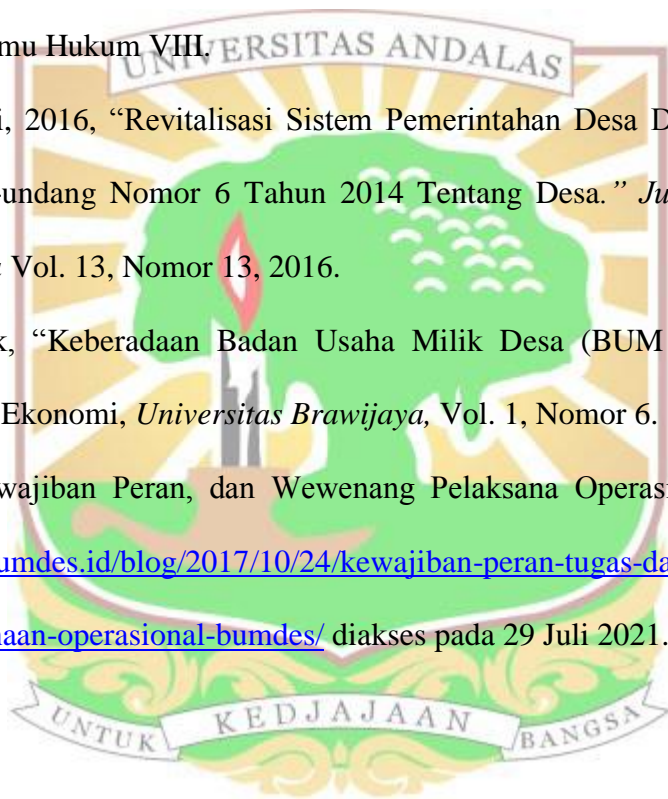 mu Hukum VIII.
UNIVERSITAS ANDALAS
i, 2016, “Revitalisasi Sistem Pemerintahan Desa D
undang Nomor 6 Tahun 2014 Tentang Desa.” Ju
Vol. 13, Nomor 13, 2016.
k, “Keberadaan Badan Usaha Milik Desa (BUM
Ekonomi, Universitas Brawijaya, Vol. 1, Nomor 6.
wajiban Peran, dan Wewenang Pelaksana Operasi
umdes.id/blog/2017/10/24/kewajiban-peran-tugas-da
naan-operasional-bumdes/ diakses pada 29 Juli 2021.
UNTUK KEDJAJAAN BANGSA